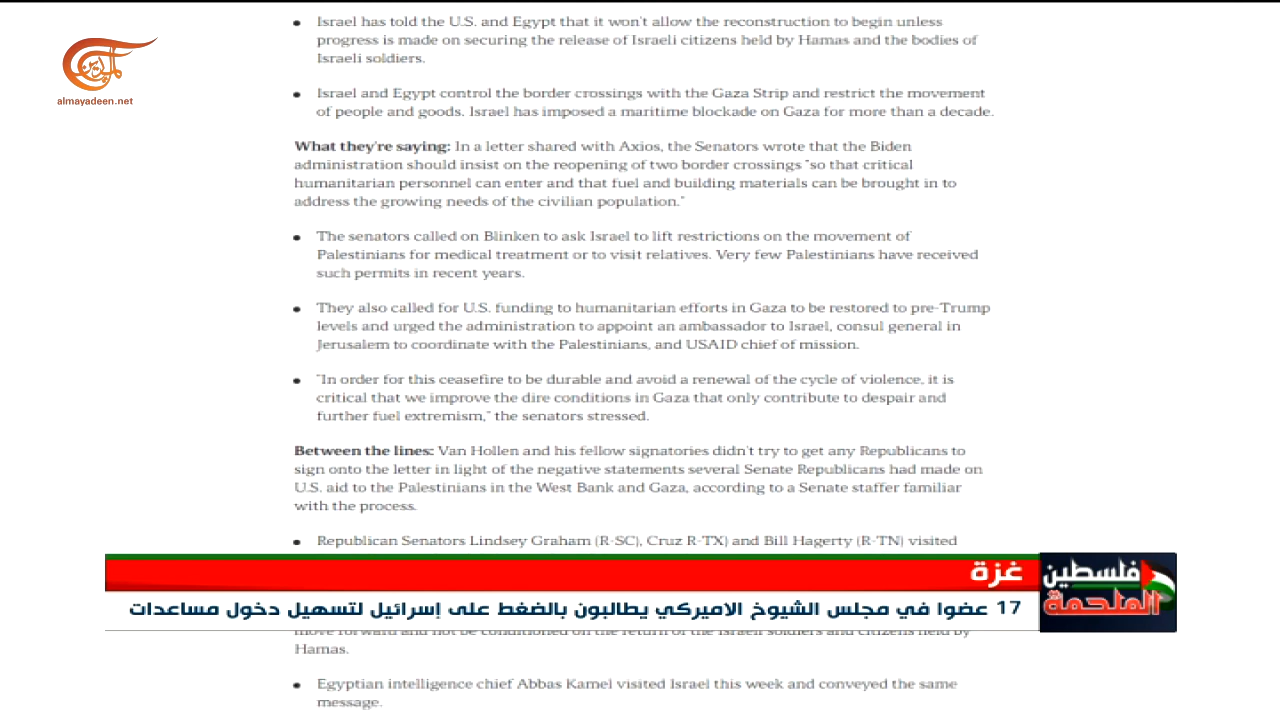 • Israel has told the U.S. and Egypt that it won't allow the reconstruction to begin unless
progress is made on securing the release of Israeli citizens held by Hamas and the bodies of
Israeli soldiers.
الميادين
almayadeen.net
• Israel and Egypt control the border crossings with the Gaza Strip and restrict the movement
of people and goods. Israel has imposed a maritime blockade on Gaza for more than a decade.
What they're saying: In a letter shared with Axios, the Senators wrote that the Biden
administration should insist on the reopening of two border crossings "so that critical
humanitarian personnel can enter and that fuel and building materials can be brought in to
address the growing needs of the civilian population."
• The senators called on Blinken to ask Israel to lift restrictions on the movement of
Palestinians for medical treatment or to visit relatives. Very few Palestinians have received
such permits in recent years.
• They also called for U.S. funding to humanitarian efforts in Gaza to be restored to pre-Trump
levels and urged the administration to appoint an ambassador to Israel, consul general in
Jerusalem to coordinate with the Palestinians, and USAID chief of mission.
• "In order for this ceasefire to be durable and avoid a renewal of the cycle of violence, it is
critical that we improve the dire conditions in Gaza that only contribute to despair and
further fuel extremism," the senators stressed.
Between the lines: Van Hollen and his fellow signatories didn't try to get any Republicans to
sign onto the letter in light of the negative statements several Senate Republicans had made on
U.S. aid to the Palestinians in the West Bank and Gaza, according to a Senate staffer familiar
with the process.
• Republican Senators Lindsey Graham (R-SC), Cruz R-TX) and Bill Hagerty (R-TN) visited
غزة
فلسطين
الملحمة
17 عضوا في مجلس الشيوخ الاميركي يطالبون بالضغط على إسرائيل لتسهيل دخول مساعدات
move forward and not be conditioned on the return of the Israeli soldiers and citizens held by
Hamas.
• Egyptian intelligence chief Abbas Kamel visited Israel this week and conveyed the same
message.